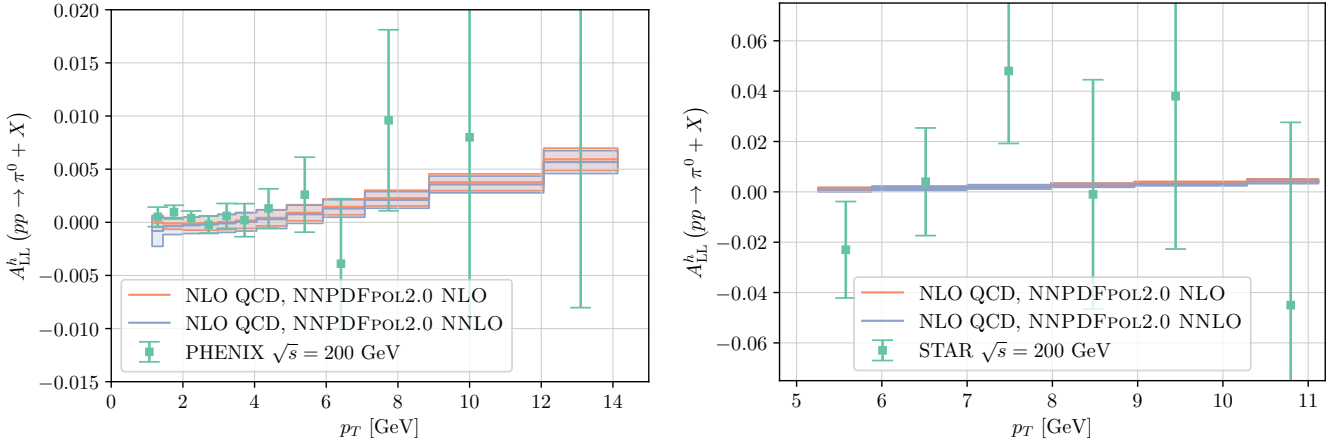 0.020
0.015
0.010
0.005
0.000
−0.005
−0.010
−0.015
A^h_LL (pp → π^0 + X)
NLO QCD, NNPDFPOL2.0 NLO
NLO QCD, NNPDFPOL2.0 NNLO
PHENIX √s = 200 GeV
0 2 4 6 8 10 12 14
p_T [GeV]
0.06
0.04
0.02
0.00
−0.02
−0.04
−0.06
A^h_LL (pp → π^0 + X)
NLO QCD, NNPDFPOL2.0 NLO
NLO QCD, NNPDFPOL2.0 NNLO
STAR √s = 200 GeV
5 6 7 8 9 10 11
p_T [GeV]